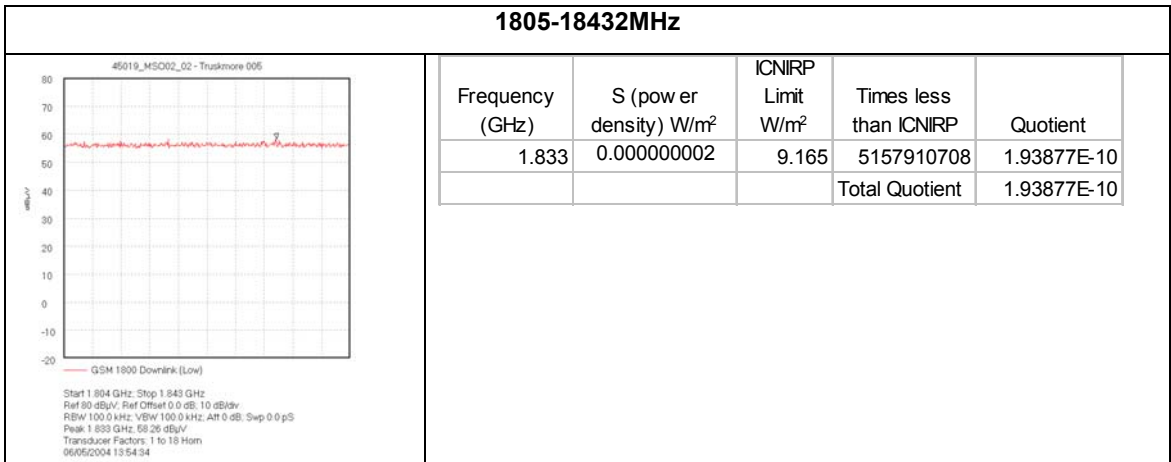 1805-18432MHz
45019_MSO02_02 - Truskmore 005
80
70
60
50
40
30
20
10
0
-10
-20
dBµV
GSM 1800 Downlink (Low)
Start 1.804 GHz; Stop 1.843 GHz
Ref 80 dBµV; Ref Offset 0.0 dB; 10 dB/div
RBW 100.0 kHz; VBW 100.0 kHz; Att 0 dB; Swp 0.0 pS
Peak 1.833 GHz, 58.26 dBµV
Transducer Factors: 1 to 18 Horn
06/05/2004 13:54:34
Frequency (GHz) S (pow er density) W/m² ICNIRP Limit W/m² Times less than ICNIRP Quotient
1.833 0.000000002 9.165 5157910708 1.93877E-10
Total Quotient 1.93877E-10